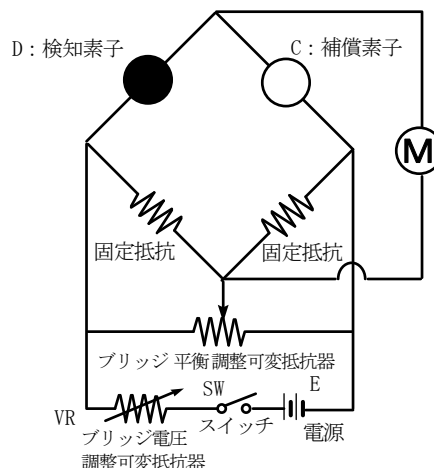 D：検知素子
C：補償素子
M
固定抵抗
固定抵抗
ブリッジ平衡調整可変抵抗器
SW
E
VR
スイッチ
電源
ブリッジ電圧
調整可変抵抗器